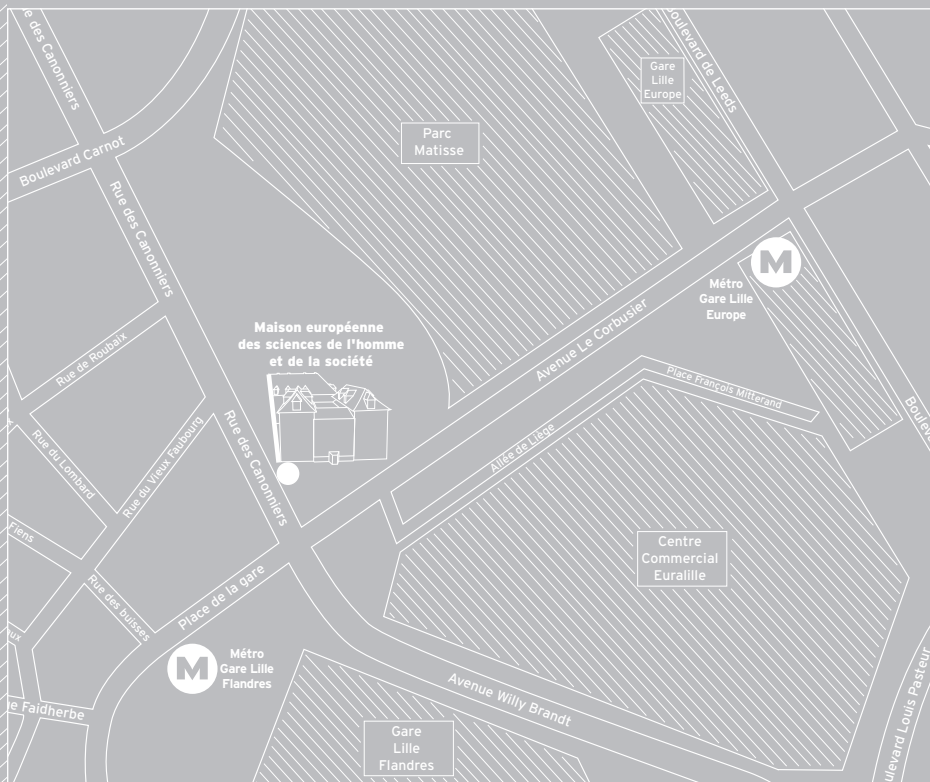 e des Canonniers
Boulevard de Leeds
Gare
Lille
Europe
Parc
Matisse
Boulevard Carnot
Rue des Canonniers
M
Métro
Gare Lille
Europe
Avenue Le Corbusier
Maison européenne
des sciences de l'homme
et de la société
Rue de Roubaix
Place François Mitterand
Boulev
Rue des Canonniers
Rue du Vieux Faubourg
Rue du Lombard
Allée de Liège
Fiens
Centre
Commercial
Euralille
Rue des buisses
Place de la gare
ux
M
Métro
Gare Lille
Flandres
Avenue Willy Brandt
e Faidherbe
ulevard Louis Pasteur
Gare
Lille
Flandres